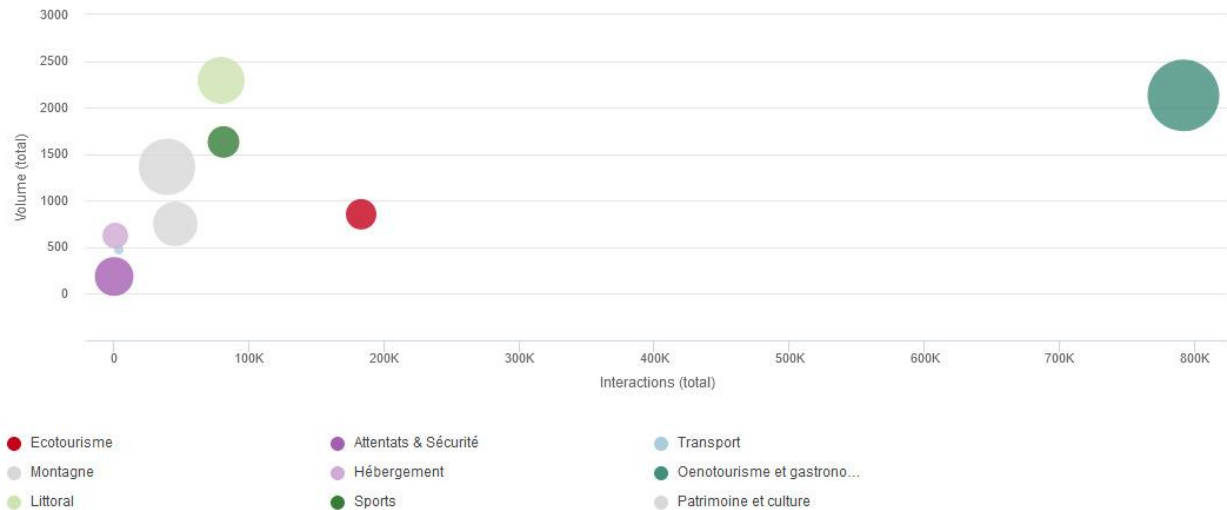 3000
2500
2000
1500
1000
500
0
Volume (total)
0 100K 200K 300K 400K 500K 600K 700K 800K
Interactions (total)
Ecotourisme Attentats & Sécurité Transport
Montagne Hébergement Oenotourisme et gastrono...
Littoral Sports Patrimoine et culture